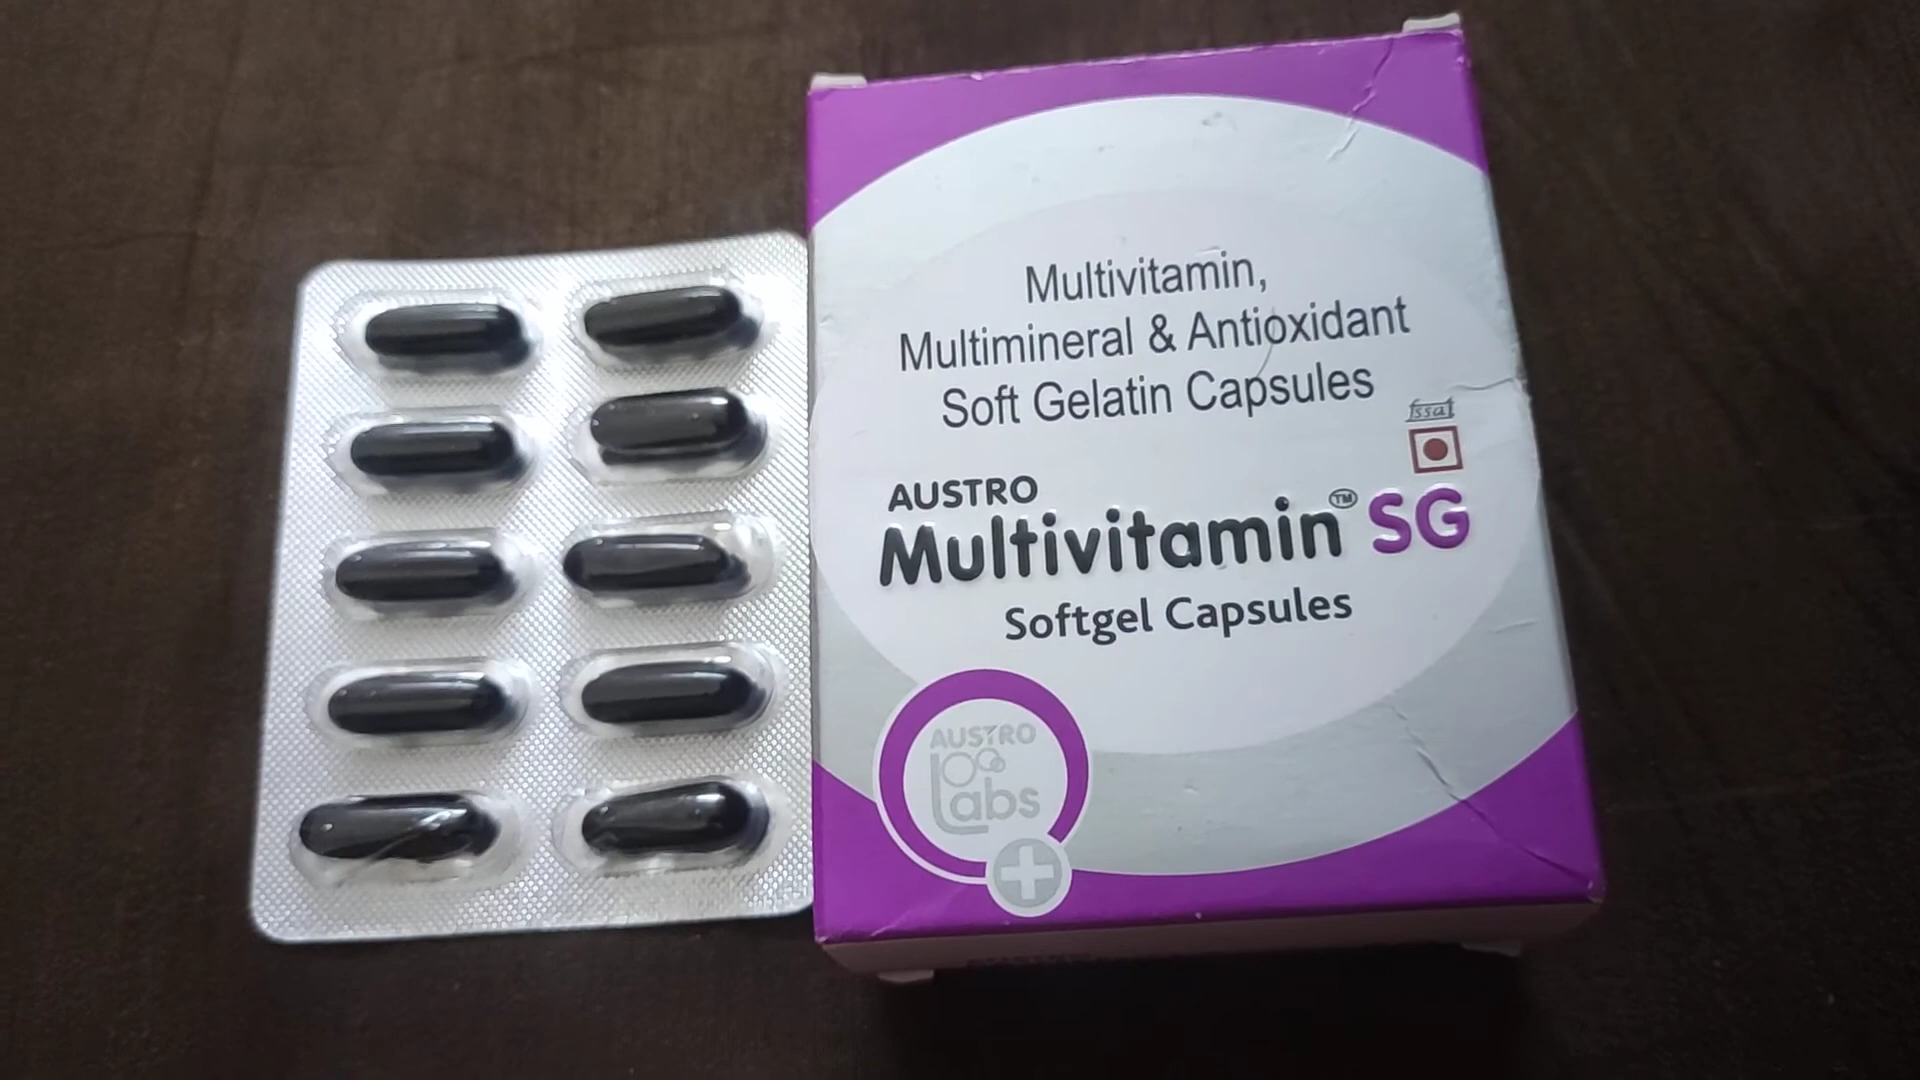 Multivitamin,
Multimineral & Antioxidant
Soft Gelatin Capsules
fssai
AUSTRO
Multivitamin™ SG
Softgel Capsules
AUSTRO
Labs